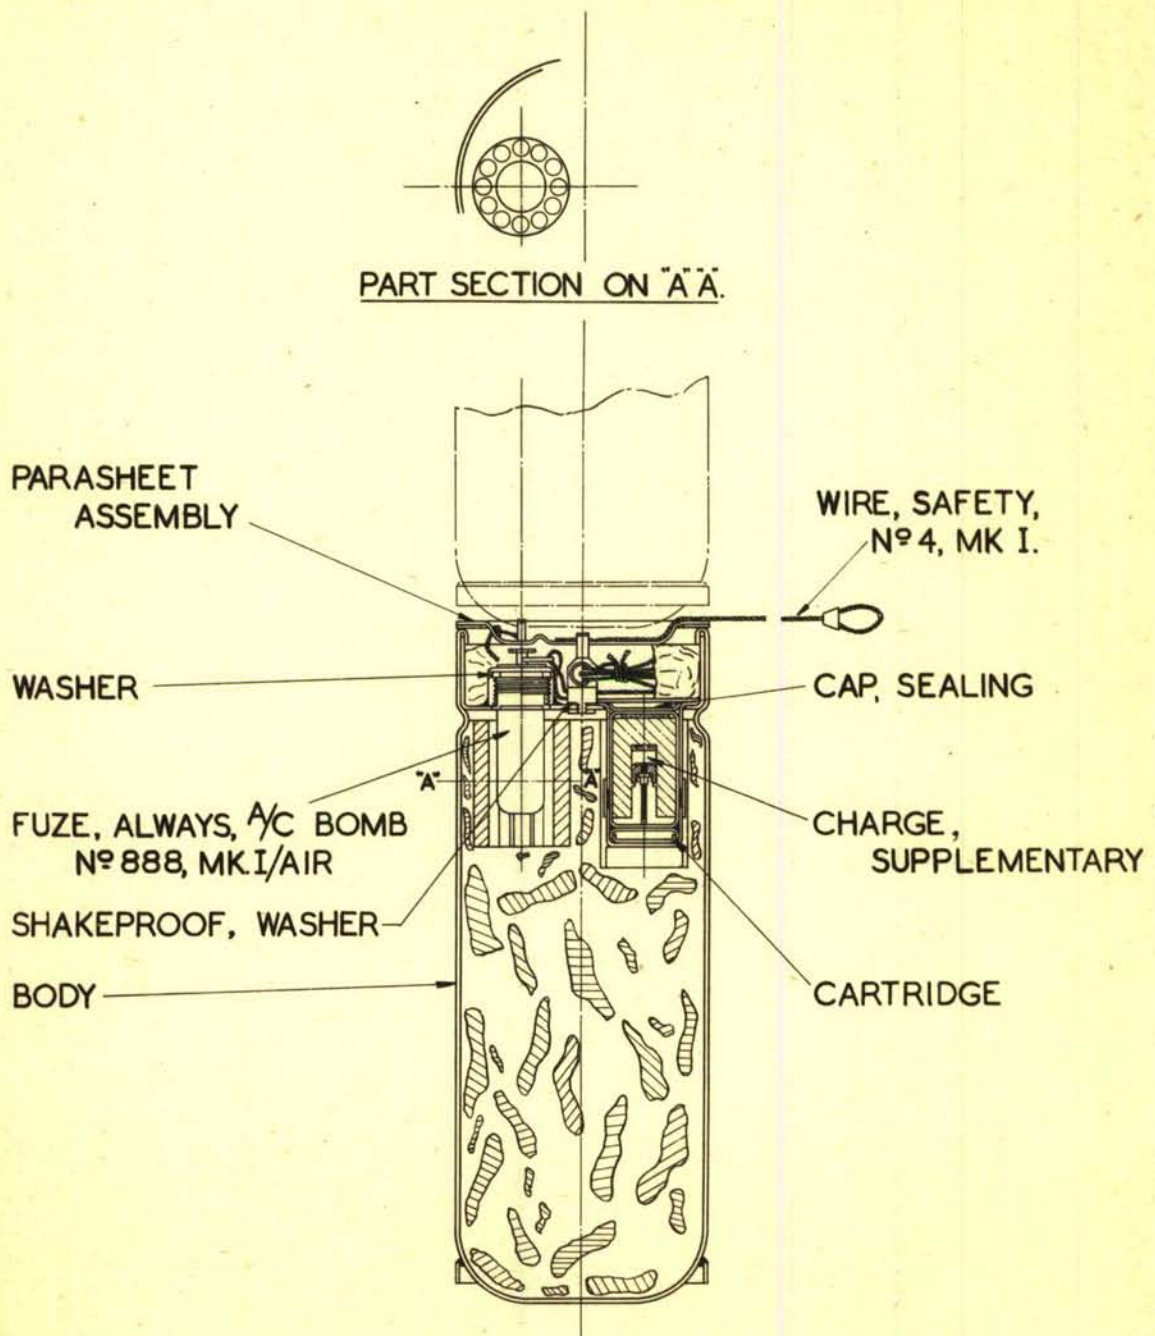 PART SECTION ON "A" "A".
PARASHEET
ASSEMBLY
WIRE, SAFETY,
Nº 4, MK I.
WASHER
CAP, SEALING
"A"
"A"
FUZE, ALWAYS, A/C BOMB
Nº 888, MK.I/AIR
CHARGE,
SUPPLEMENTARY
SHAKEPROOF, WASHER
BODY
CARTRIDGE